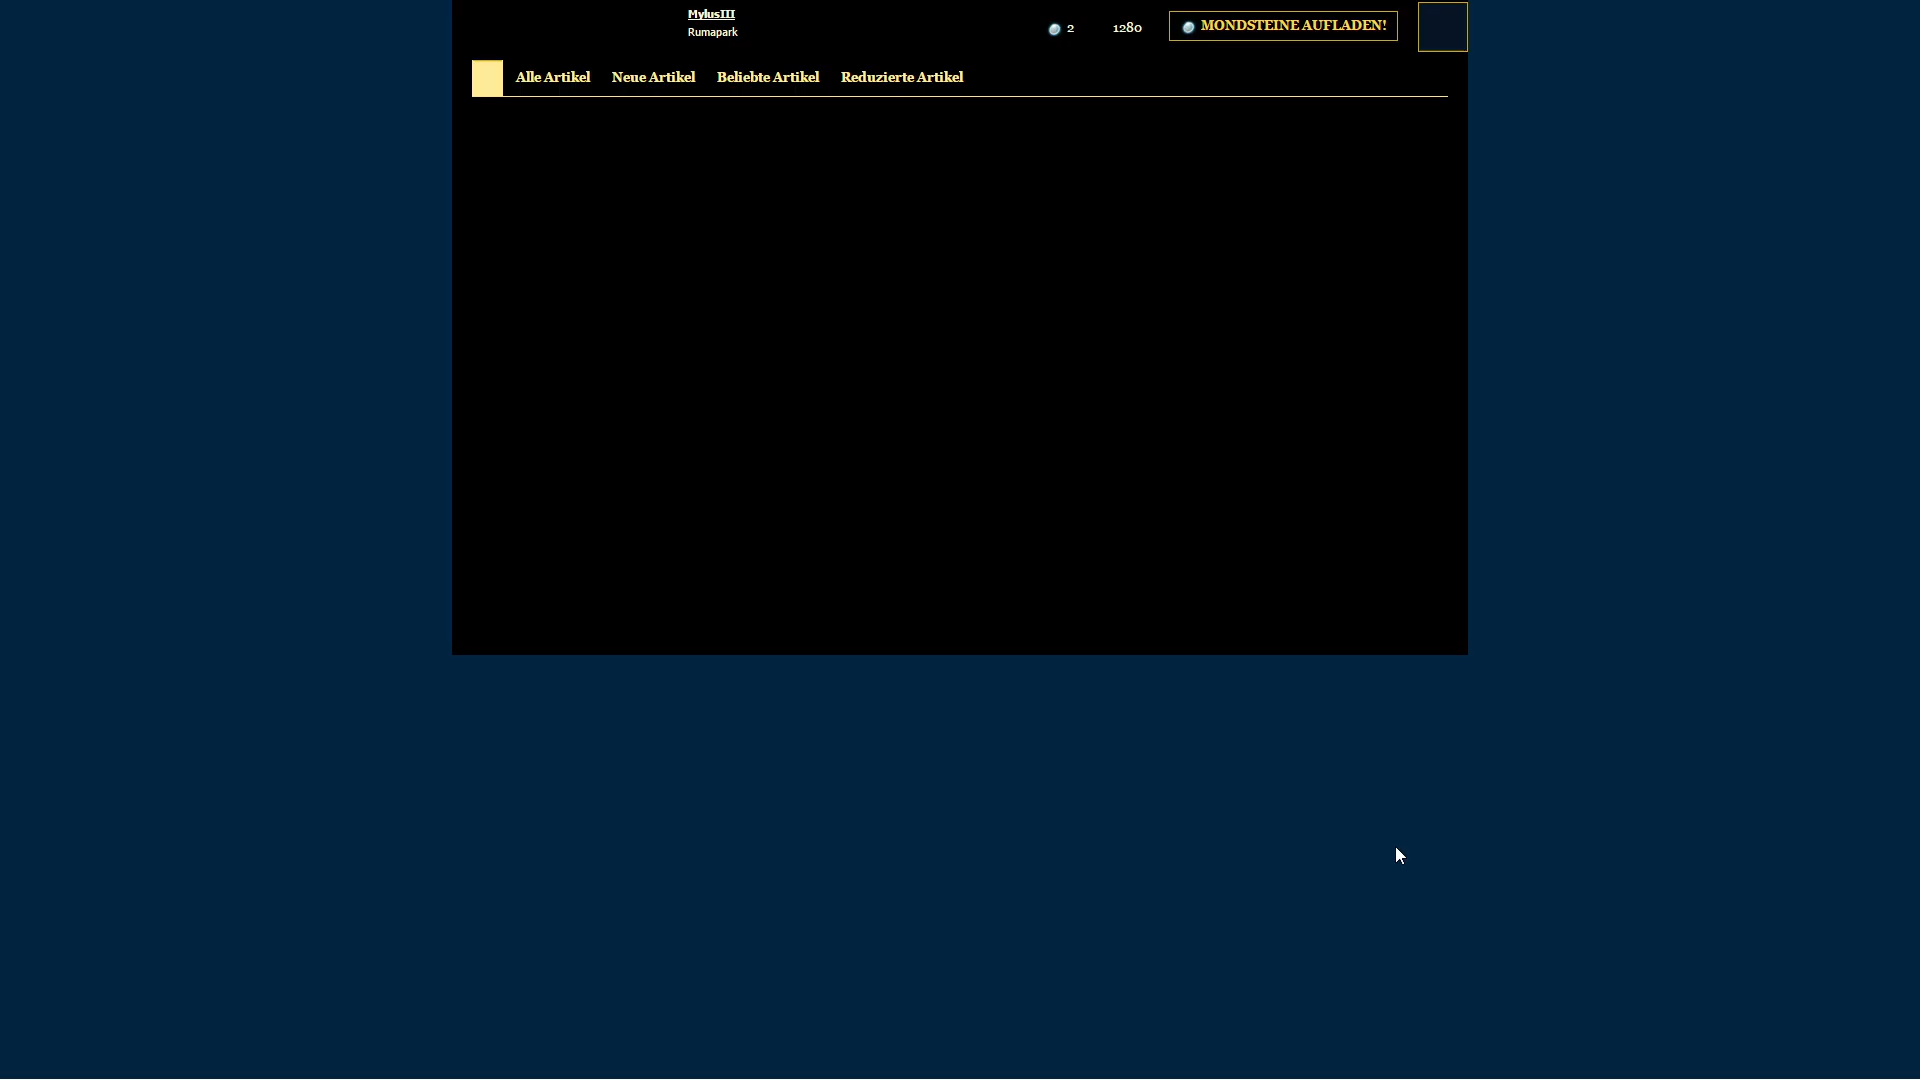 MylusIII
Rumapark
2
1280
MONDSTEINE AUFLADEN!
Alle Artikel
Neue Artikel
Beliebte Artikel
Reduzierte Artikel